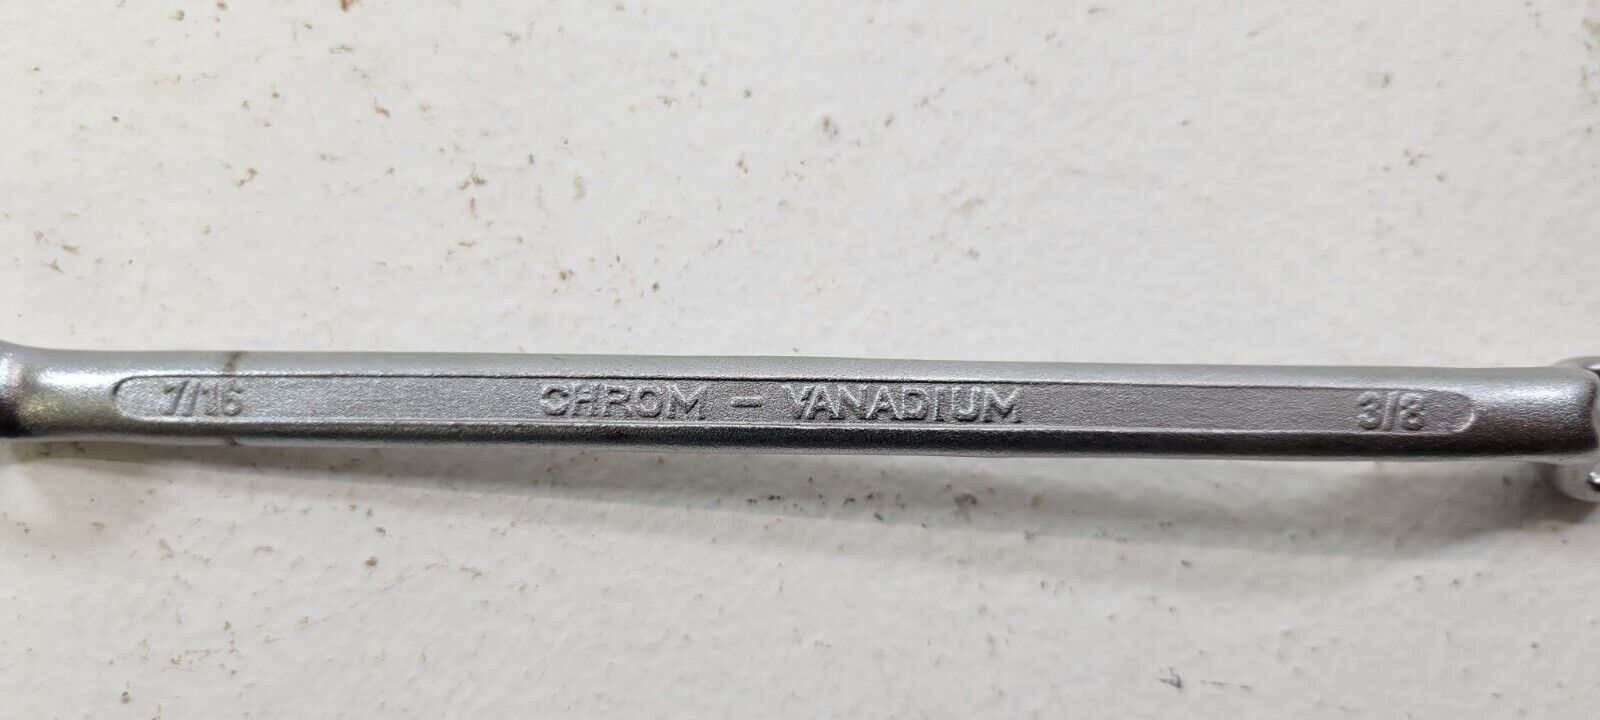 7/16 CHROM - VANADIUM 3/8